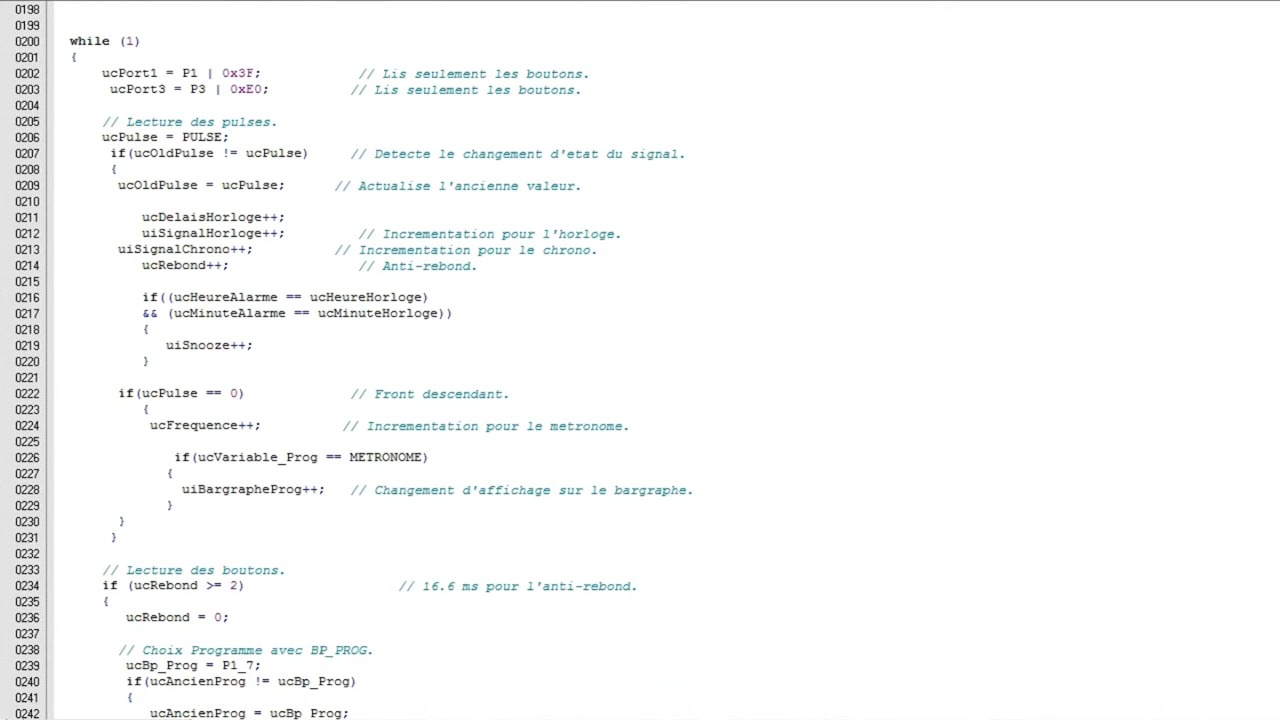 0198
0199
0200 while (1)
0201 {
0202 ucPort1 = P1 | 0x3F; // Lis seulement les boutons.
0203 ucPort3 = P3 | 0xE0; // Lis seulement les boutons.
0204
0205 // Lecture des pulses.
0206 ucPulse = PULSE;
0207 if(ucOldPulse != ucPulse) // Detecte le changement d'etat du signal.
0208 {
0209 ucOldPulse = ucPulse; // Actualise l'ancienne valeur.
0210
0211 ucDelaisHorloge++;
0212 uiSignalHorloge++; // Incrementation pour l'horloge.
0213 uiSignalChrono++; // Incrementation pour le chrono.
0214 ucRebond++; // Anti-rebond.
0215
0216 if((ucHeureAlarme == ucHeureHorloge)
0217 && (ucMinuteAlarme == ucMinuteHorloge))
0218 {
0219 uiSnooze++;
0220 }
0221
0222 if(ucPulse == 0) // Front descendant.
0223 {
0224 ucFrequence++; // Incrementation pour le metronome.
0225
0226 if(ucVariable_Prog == METRONOME)
0227 {
0228 uiBargrapheProg++; // Changement d'affichage sur le bargraphe.
0229 }
0230 }
0231 }
0232
0233 // Lecture des boutons.
0234 if (ucRebond >= 2) // 16.6 ms pour l'anti-rebond.
0235 {
0236 ucRebond = 0;
0237
0238 // Choix Programme avec BP_PROG.
0239 ucBp_Prog = P1_7;
0240 if(ucAncienProg != ucBp_Prog)
0241 {
0242 ucAncienProg = ucBp_Prog;